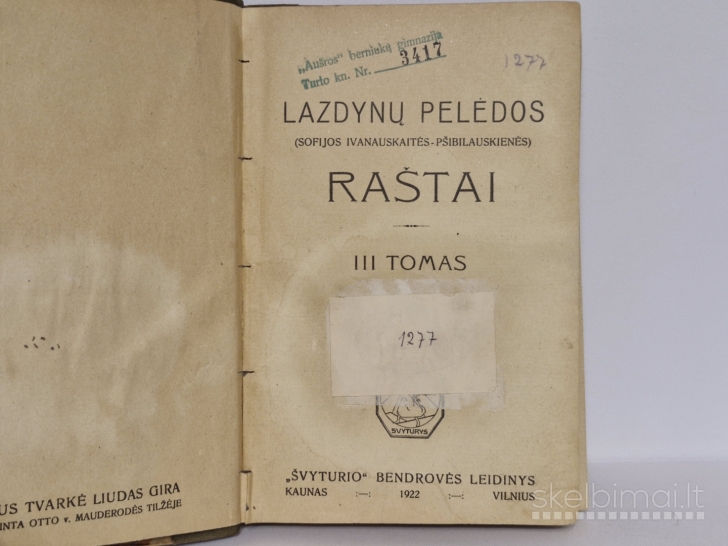 „Aušros" berniukų gimnazija
Turto kn. Nr. 3417
1277
LAZDYNŲ PELĖDOS
(SOFIJOS IVANAUSKAITĖS-PŠIBILAUSKIENĖS)
RAŠTAI
III TOMAS
1277
ŠVYTURYS
„ŠVYTURIO“ BENDROVĖS LEIDINYS
KAUNAS :—: 1922 :—: VILNIUS
US TVARKĖ LIUDAS GIRA
INTA OTTO v. MAUDERODĖS TILŽĖJE
skelbimai.lt